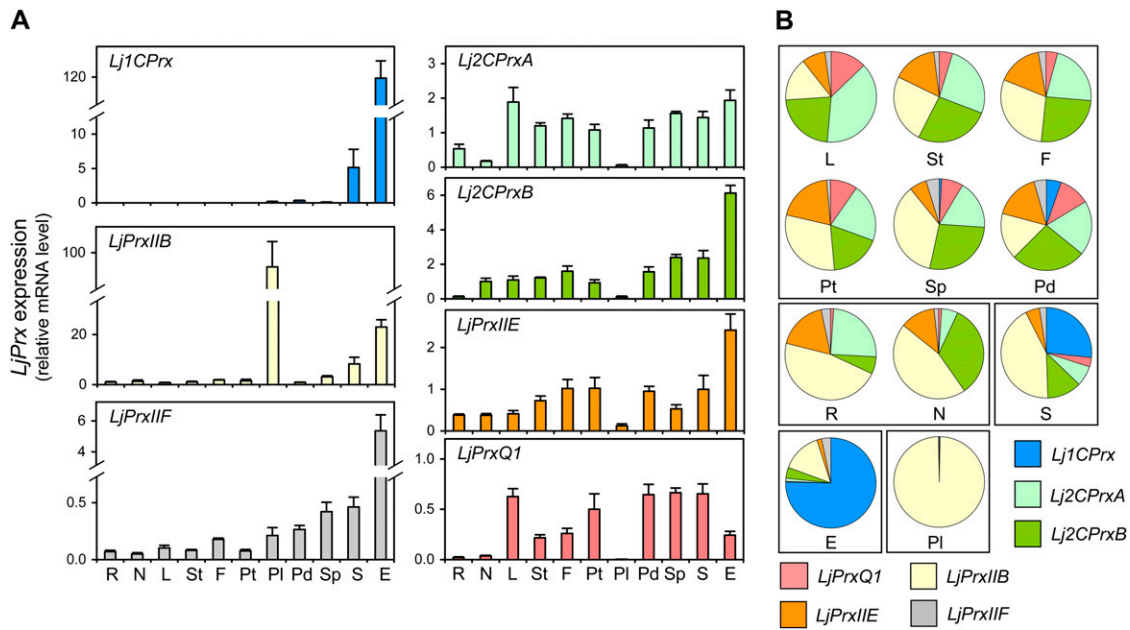 A
B
Lj1CPrx
120
10
5
0
LjPrxIIB
100
20
0
LjPrxIIF
6
4
0.5
0.0
R N L St F Pt Pl Pd Sp S E
LjPrx expression
(relative mRNA level)
Lj2CPrxA
3
2
1
0
Lj2CPrxB
6
4
2
0
LjPrxIIE
2
1
0
LjPrxQ1
1.0
0.5
0.0
R N L St F Pt Pl Pd Sp S E
L St F
Pt Sp Pd
R N S
E Pl
Lj1CPrx
Lj2CPrxA
Lj2CPrxB
LjPrxQ1 LjPrxIIB
LjPrxIIE LjPrxIIF